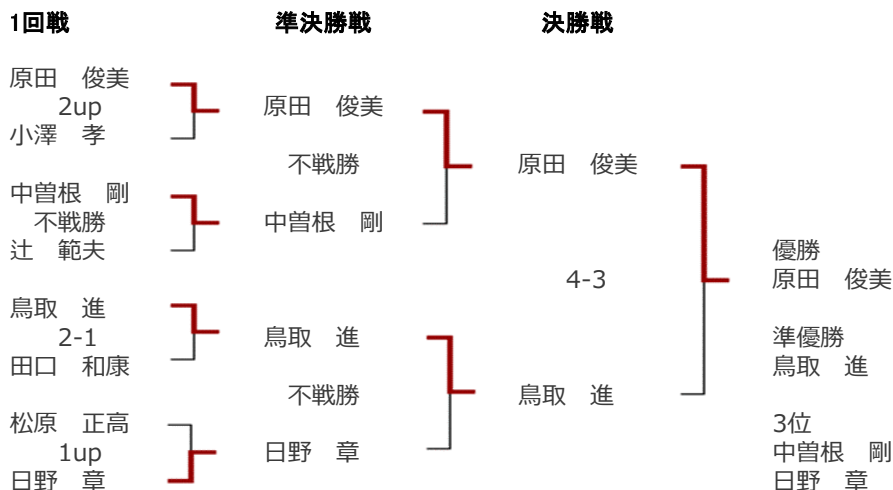 1回戦
準決勝戦
決勝戦
原田　俊美
2up
小澤　孝
中曽根　剛
不戦勝
辻　範夫
鳥取　進
2-1
田口　和康
松原　正高
1up
日野　章
原田　俊美
不戦勝
中曽根　剛
鳥取　進
不戦勝
日野　章
原田　俊美
4-3
鳥取　進
優勝
原田　俊美
準優勝
鳥取　進
3位
中曽根　剛
日野　章